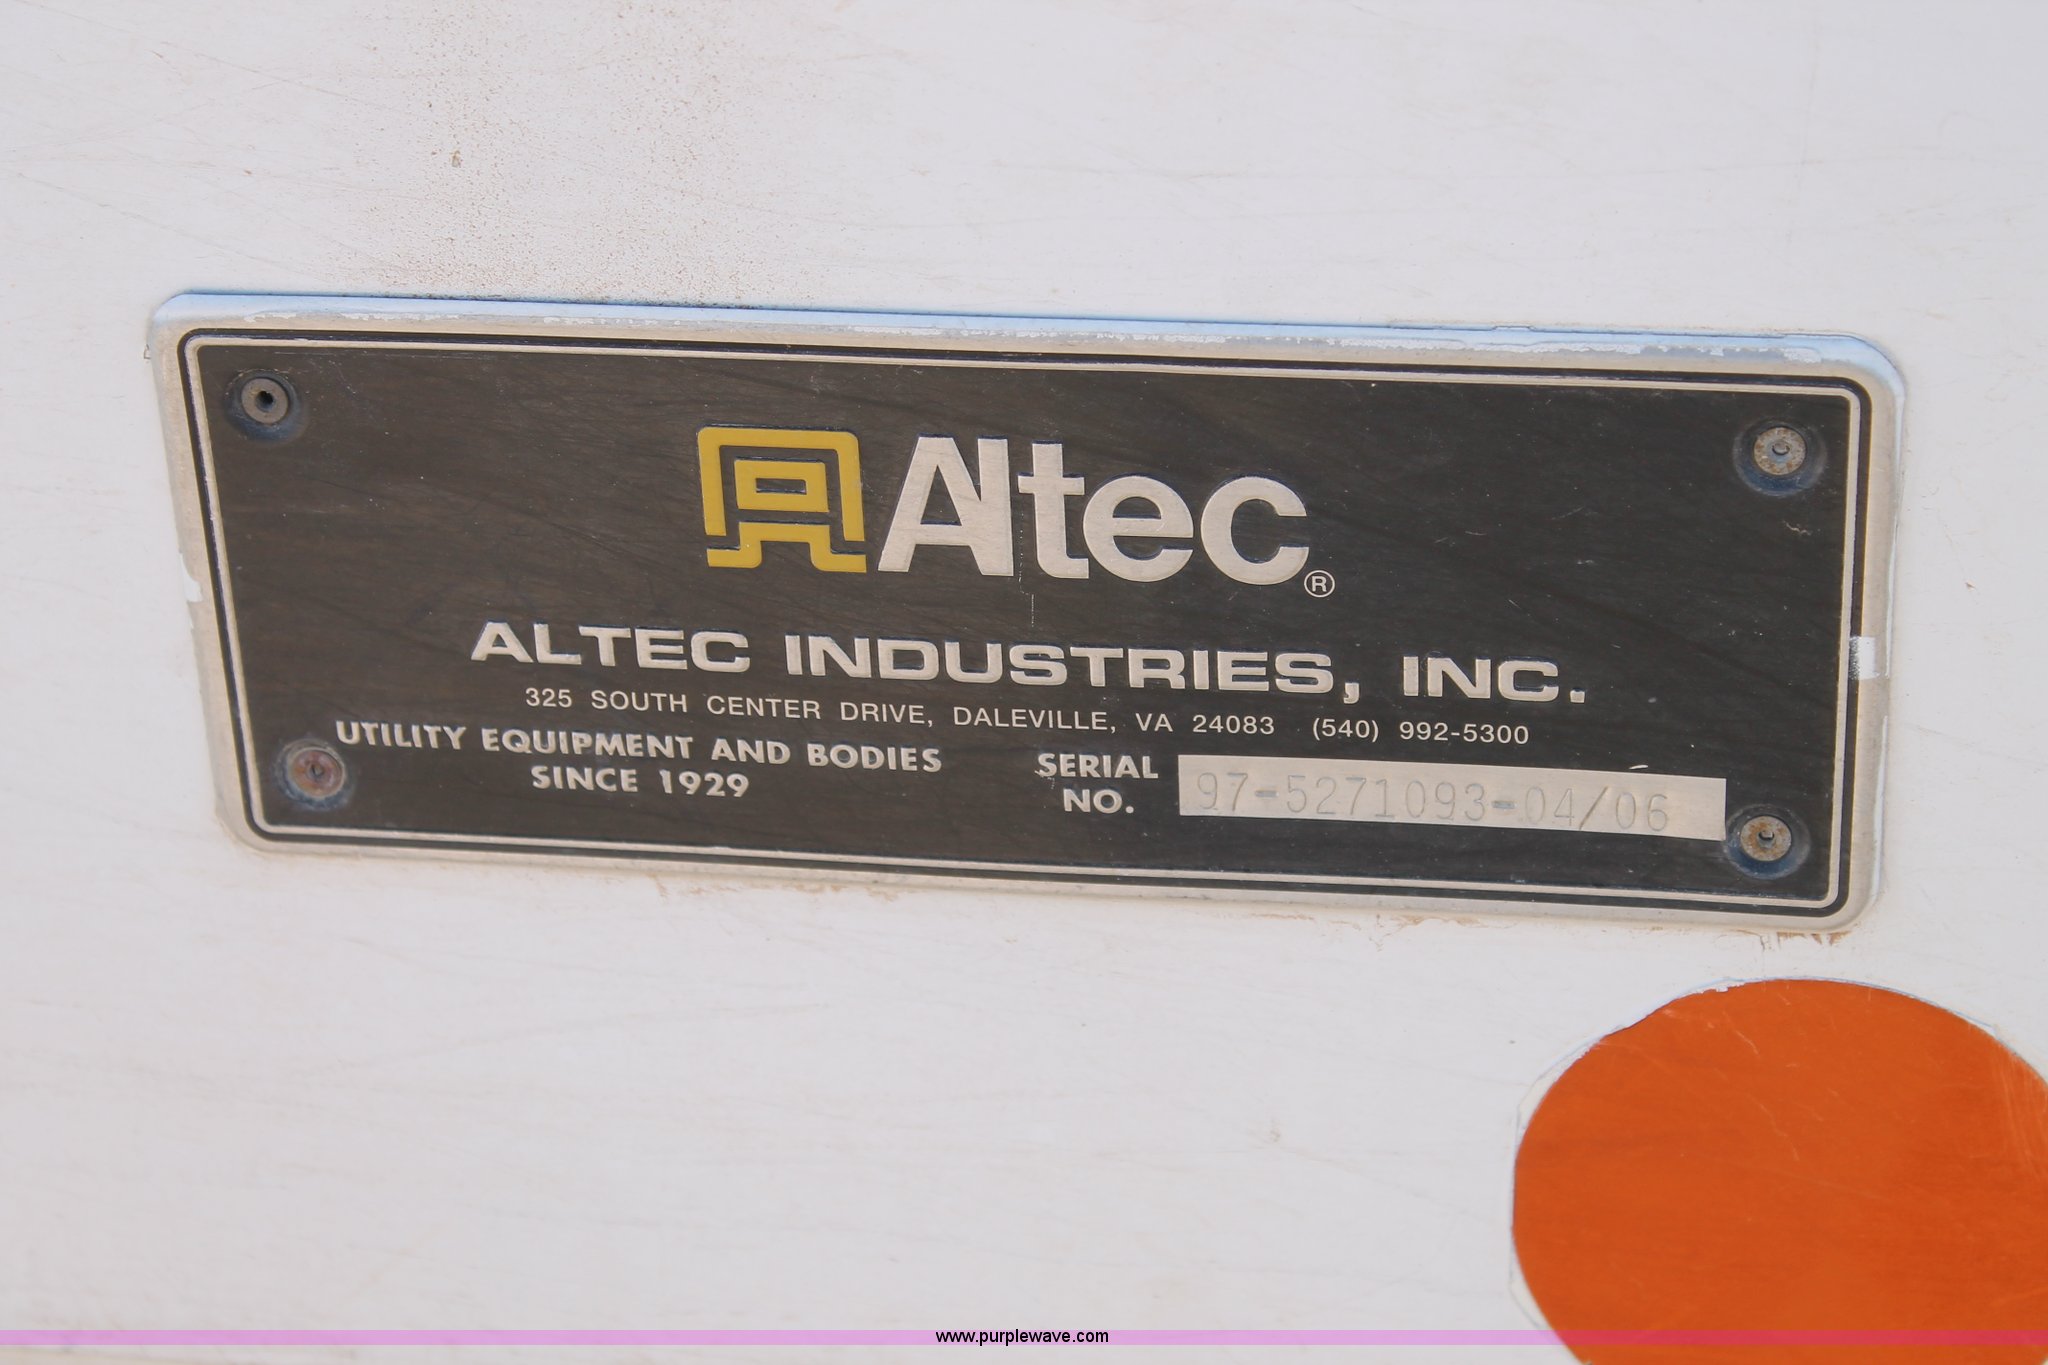 Altec®
ALTEC INDUSTRIES, INC.
325 SOUTH CENTER DRIVE, DALEVILLE, VA 24083 (540) 992-5300
UTILITY EQUIPMENT AND BODIES
SINCE 1929
SERIAL
NO.
97-5271093-04/06
www.purplewave.com